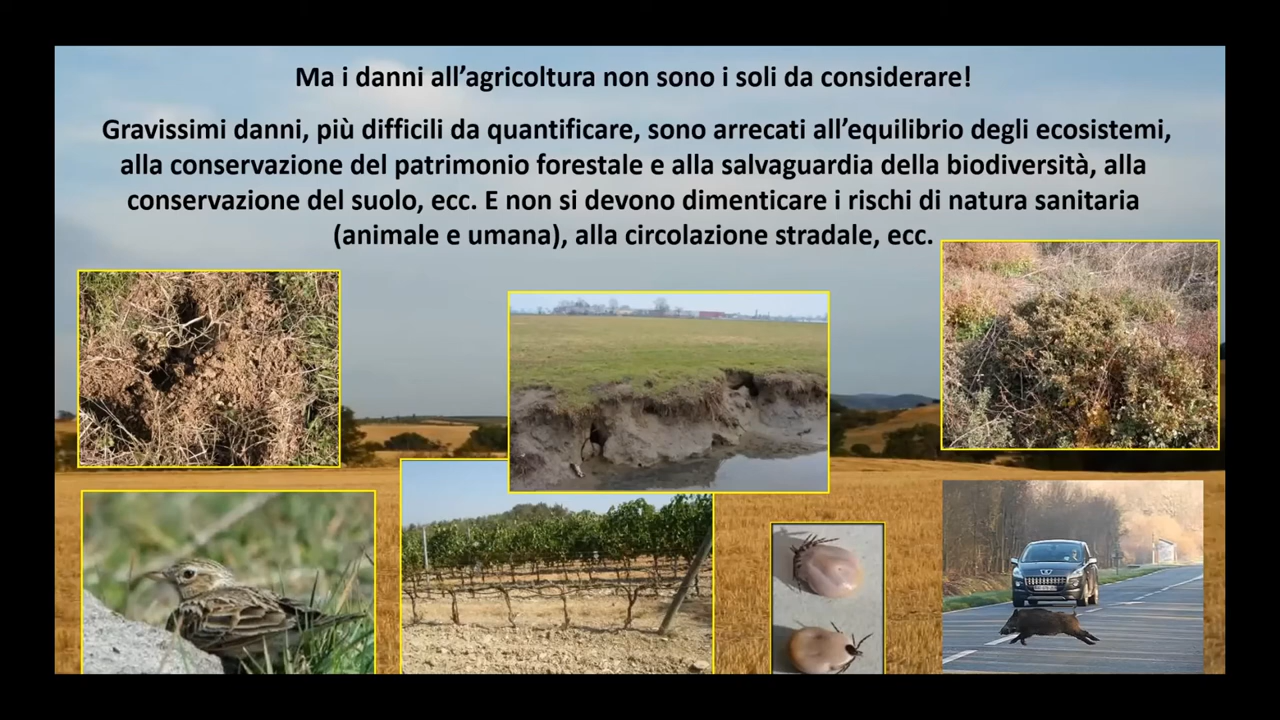 Ma i danni all’agricoltura non sono i soli da considerare!
Gravissimi danni, più difficili da quantificare, sono arrecati all’equilibrio degli ecosistemi,
alla conservazione del patrimonio forestale e alla salvaguardia della biodiversità, alla
conservazione del suolo, ecc. E non si devono dimenticare i rischi di natura sanitaria
(animale e umana), alla circolazione stradale, ecc.